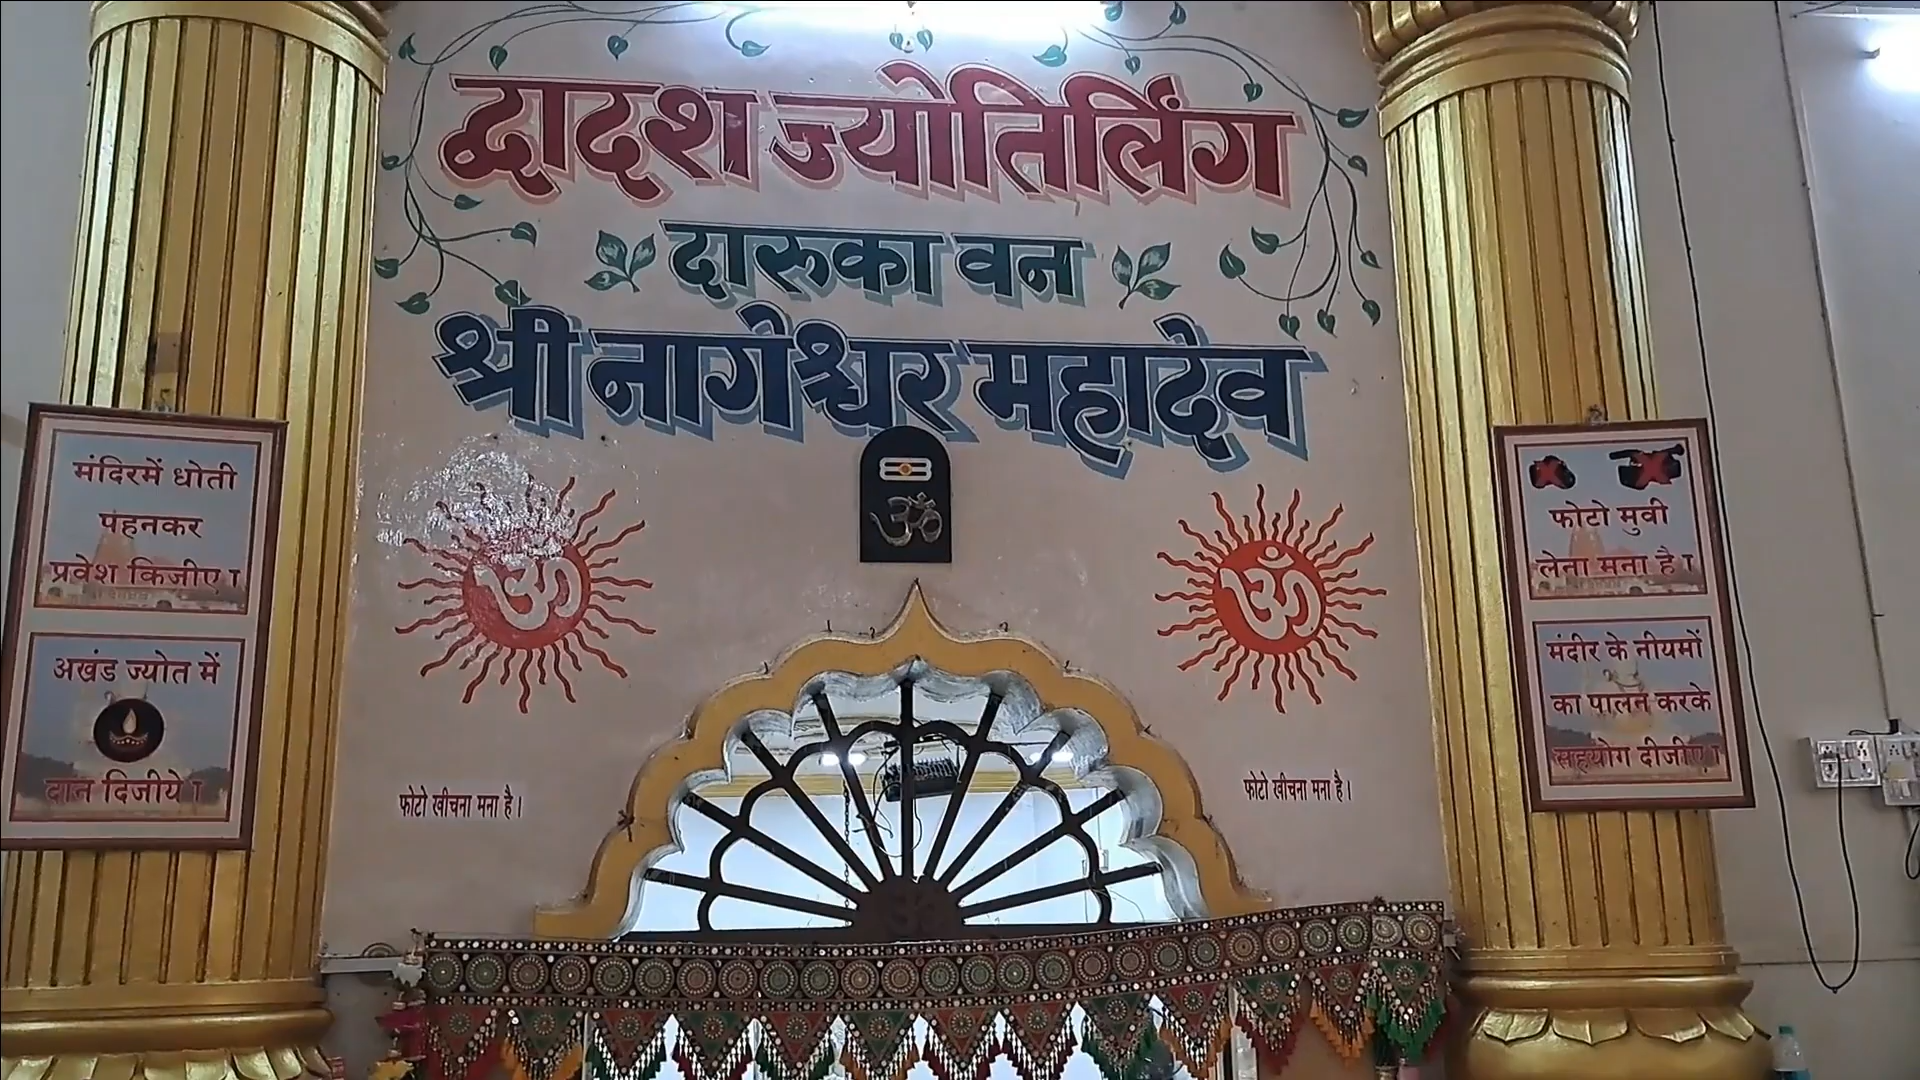 द्वादश ज्योतिर्लिंग
दारूका वन
श्री नागेश्वर महादेव
ॐ
ॐ
ॐ
मंदिरमें धोती
पहनकर
प्रवेश किजीए ।
अखंड ज्योत में
दान दिजीये ।
फोटो मुवी
लेना मना है ।
मंदीर के नीयमों
का पालन करके
सहयोग दीजीए ।
फोटो खीचना मना है ।
फोटो खीचना मना है ।